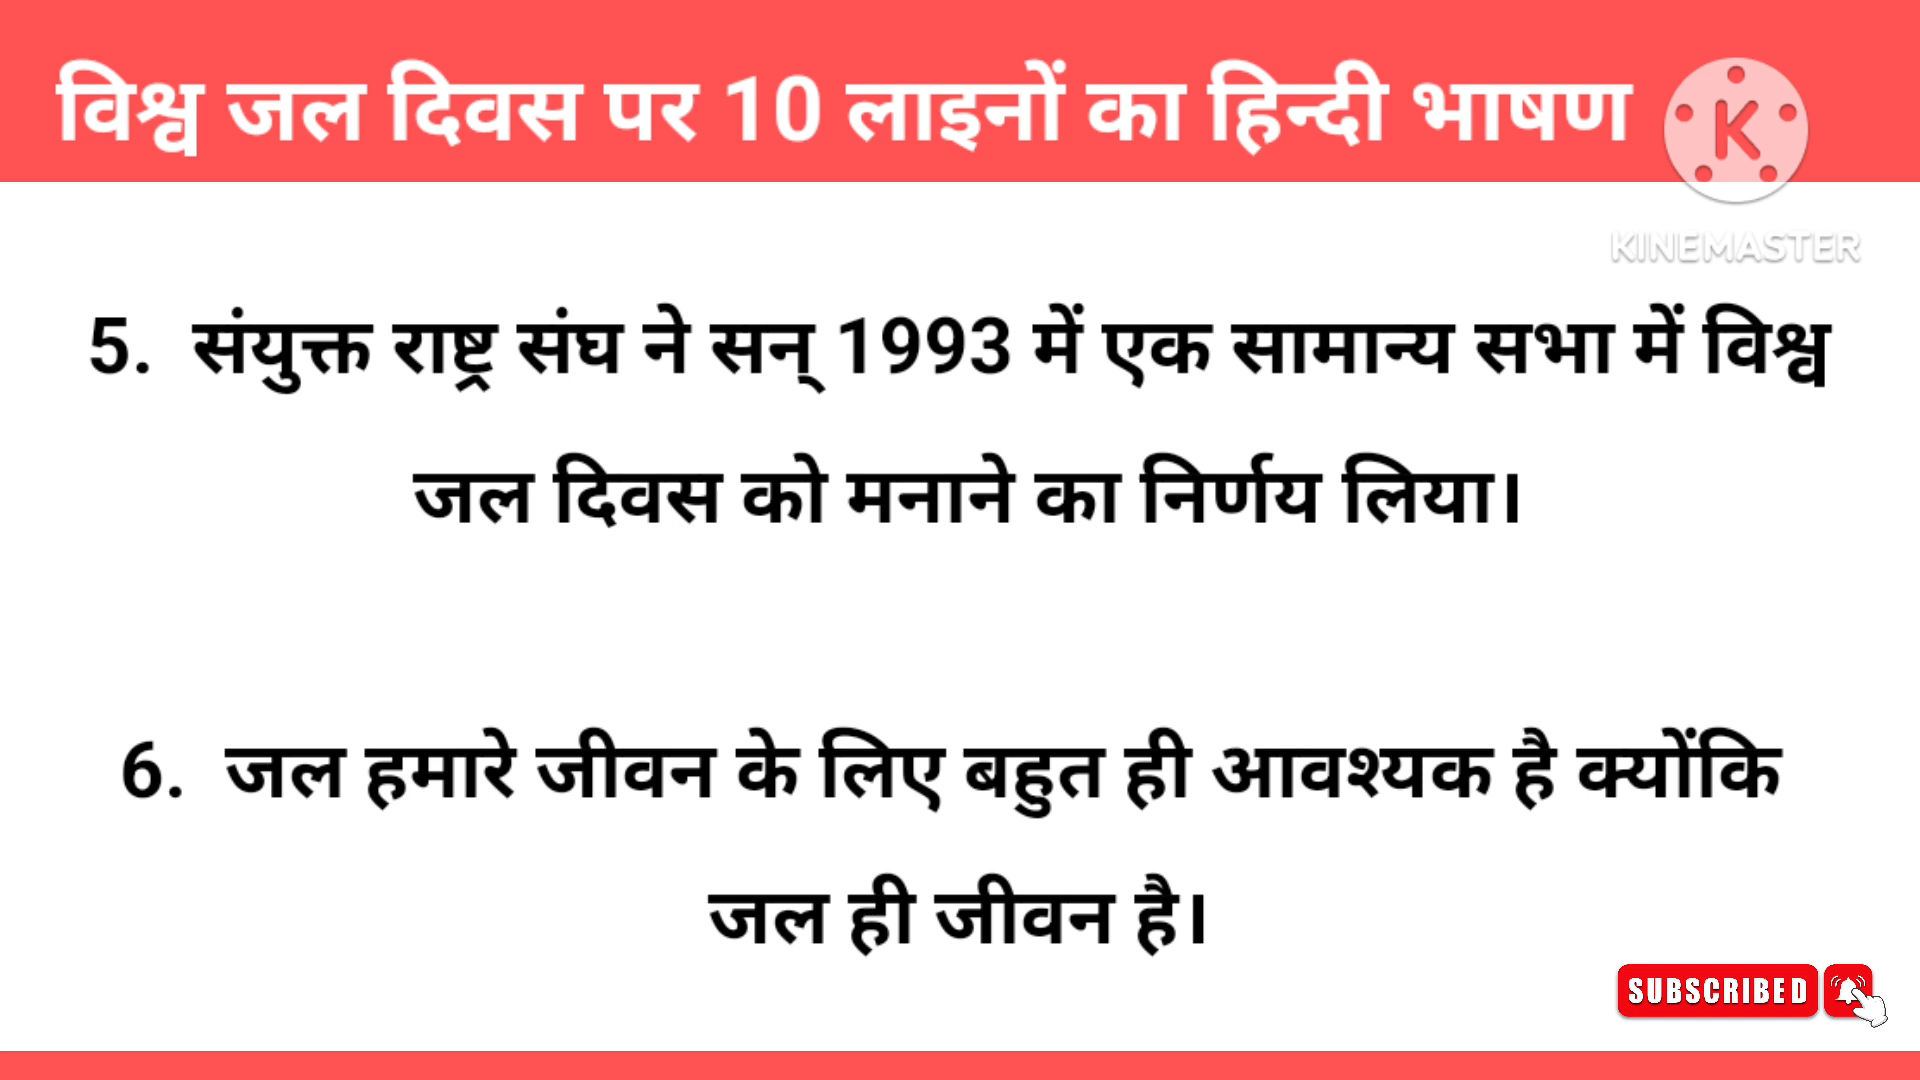 विश्व जल दिवस पर 10 लाइनों का हिन्दी भाषण
K
KINEMASTER
5. संयुक्त राष्ट्र संघ ने सन् 1993 में एक सामान्य सभा में विश्व
जल दिवस को मनाने का निर्णय लिया।
6. जल हमारे जीवन के लिए बहुत ही आवश्यक है क्योंकि
जल ही जीवन है।
SUBSCRIBED